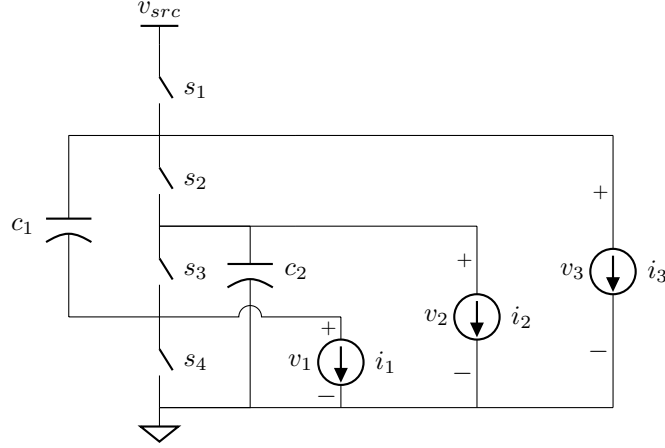 v_src
s_1
s_2
+
c_1
v_3
i_3
s_3
c_2
+
v_2
i_2
+
−
s_4
v_1
i_1
−
−